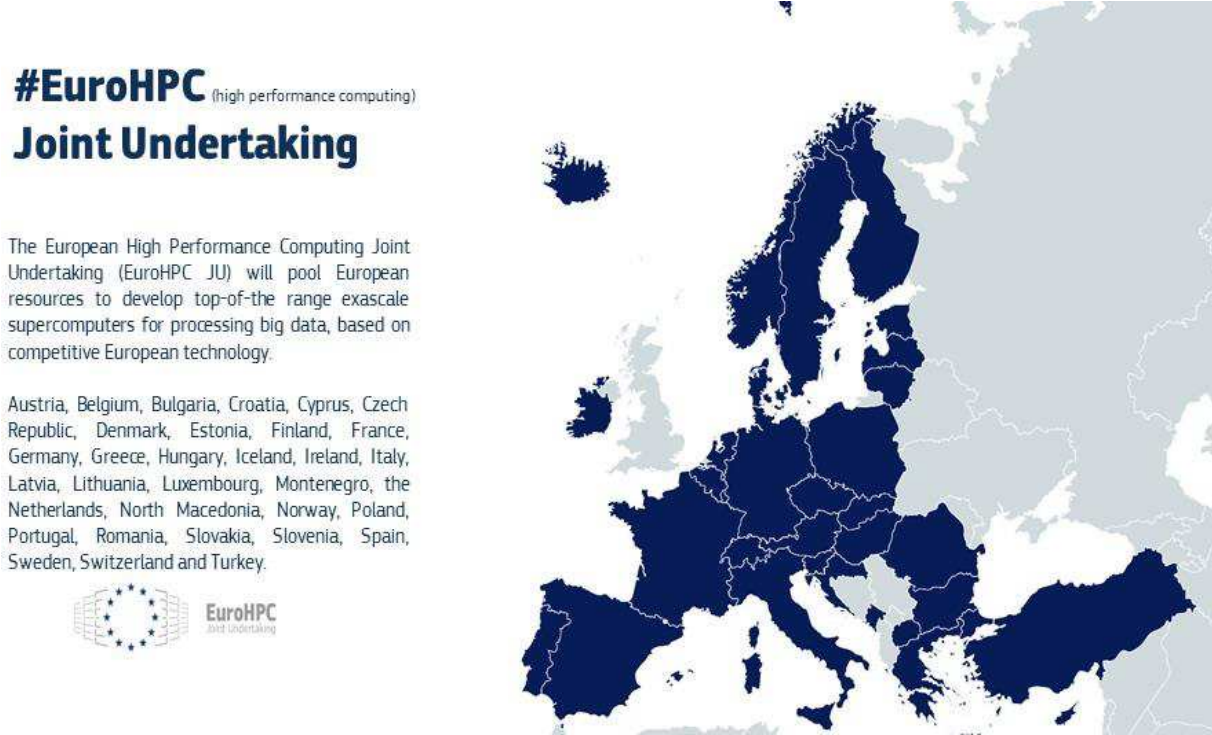 #EuroHPC (high performance computing)
Joint Undertaking
The European High Performance Computing Joint
Undertaking (EuroHPC JU) will pool European
resources to develop top-of-the range exascale
supercomputers for processing big data, based on
competitive European technology.
Austria, Belgium, Bulgaria, Croatia, Cyprus, Czech
Republic, Denmark, Estonia, Finland, France,
Germany, Greece, Hungary, Iceland, Ireland, Italy,
Latvia, Lithuania, Luxembourg, Montenegro, the
Netherlands, North Macedonia, Norway, Poland,
Portugal, Romania, Slovakia, Slovenia, Spain,
Sweden, Switzerland and Turkey.
EuroHPC
Joint Undertaking